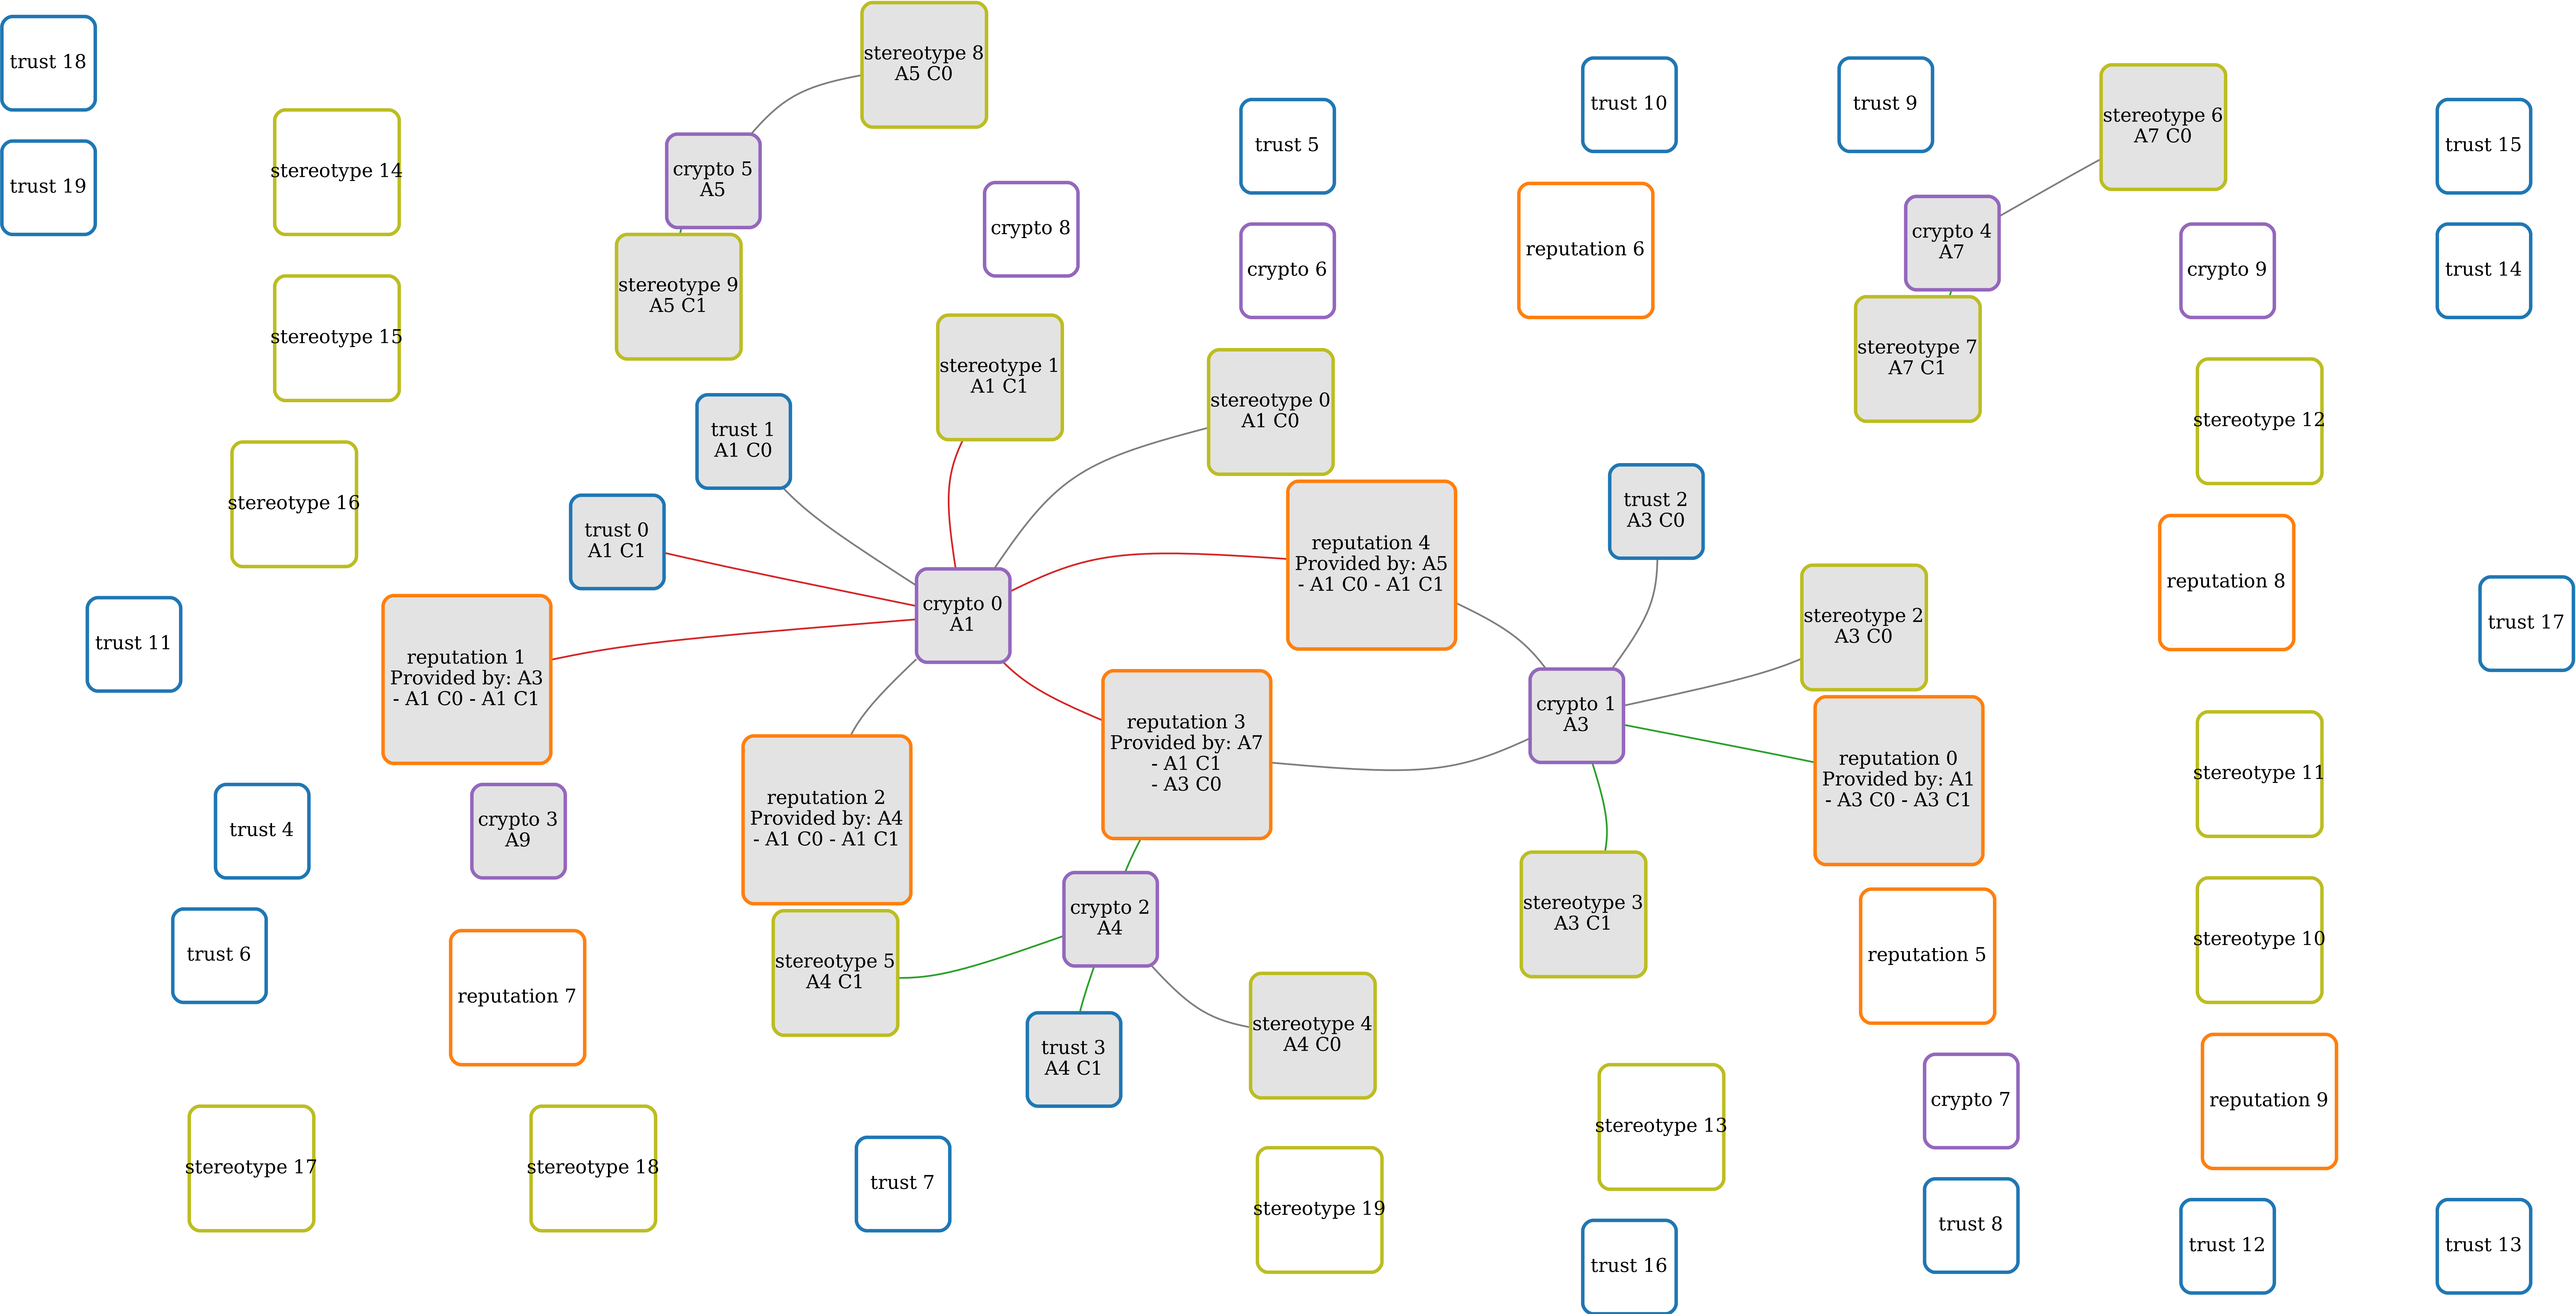 trust 18
stereotype 8
A5 C0
trust 10
trust 9
stereotype 6
A7 C0
trust 15
trust 5
stereotype 14
crypto 5
A5
trust 19
crypto 8
reputation 6
crypto 4
A7
crypto 6
crypto 9
trust 14
stereotype 9
A5 C1
stereotype 15
stereotype 7
A7 C1
stereotype 1
A1 C1
stereotype 0
A1 C0
stereotype 12
trust 1
A1 C0
stereotype 16
trust 2
A3 C0
trust 0
A1 C1
reputation 4
Provided by: A5
- A1 C0 - A1 C1
reputation 8
crypto 0
A1
stereotype 2
A3 C0
trust 17
trust 11
reputation 1
Provided by: A3
- A1 C0 - A1 C1
crypto 1
A3
reputation 3
Provided by: A7
- A1 C1
- A3 C0
reputation 0
Provided by: A1
- A3 C0 - A3 C1
stereotype 11
reputation 2
Provided by: A4
- A1 C0 - A1 C1
trust 4
crypto 3
A9
crypto 2
A4
stereotype 3
A3 C1
stereotype 10
trust 6
reputation 5
stereotype 5
A4 C1
reputation 7
stereotype 4
A4 C0
trust 3
A4 C1
crypto 7
reputation 9
stereotype 13
stereotype 17
stereotype 18
trust 7
stereotype 19
trust 8
trust 12
trust 13
trust 16